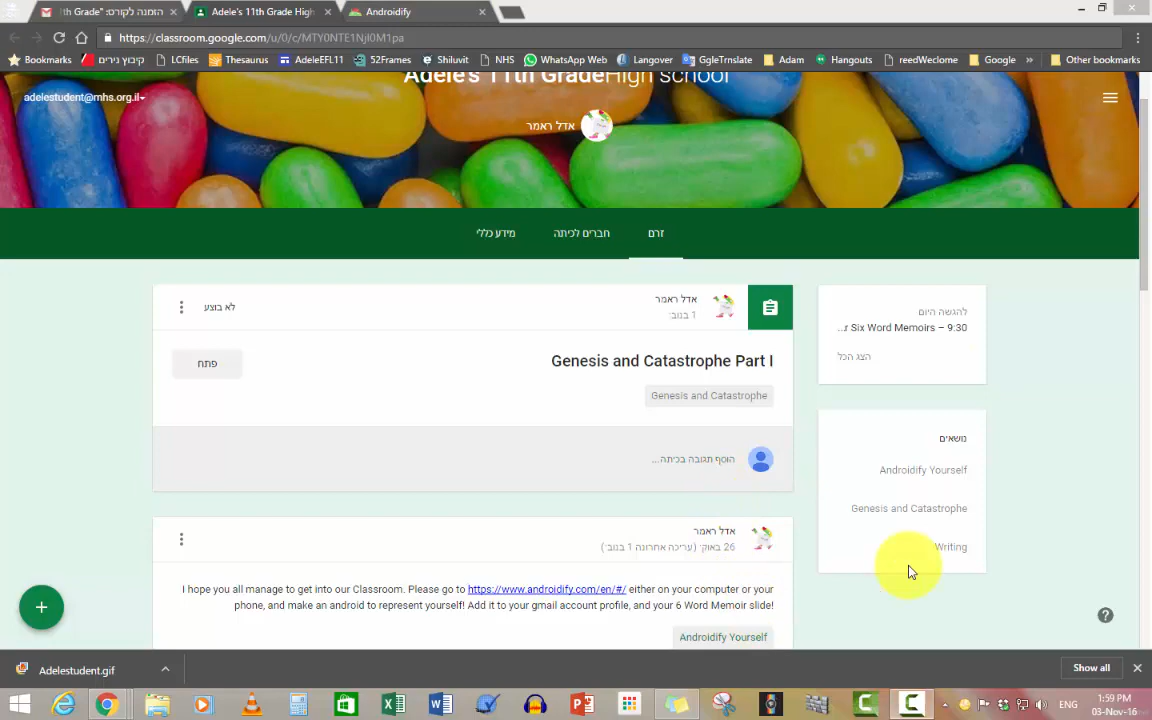 הזמנה לקורס: "th Grade
Adele's 11th Grade High
Androidify
https://classroom.google.com/u/0/c/MTY0NTE1NjI0M1pa
Bookmarks
קיבוץ נירים
LCfiles
Thesaurus
AdeleEFL11
52Frames
Shiluvit
NHS
WhatsApp Web
Langover
GgleTrnslate
Adam
Hangouts
reedWeclome
Google
»
Other bookmarks
Adele's 11th GradeHigh school
adelestudent@mhs.org.il
אדל ראמר
זרם
חברים לכיתה
מידע כללי
אדל ראמר
1 בנוב׳
לא בוצע
Genesis and Catastrophe Part I
פתח
Genesis and Catastrophe
הוסף תגובה בכיתה...
להגשה היום
...r Six Word Memoirs – 9:30
הצג הכל
נושאים
Androidify Yourself
Genesis and Catastrophe
Writing
אדל ראמר
26 באוק׳ (עריכה אחרונה 1 בנוב׳)
I hope you all manage to get into our Classroom. Please go to https://www.androidify.com/en/#/ either on your computer or your
phone, and make an android to represent yourself! Add it to your gmail account profile, and your 6 Word Memoir slide!
Androidify Yourself
+
?
Adelestudent.gif
Show all
ENG
1:59 PM
03-Nov-16